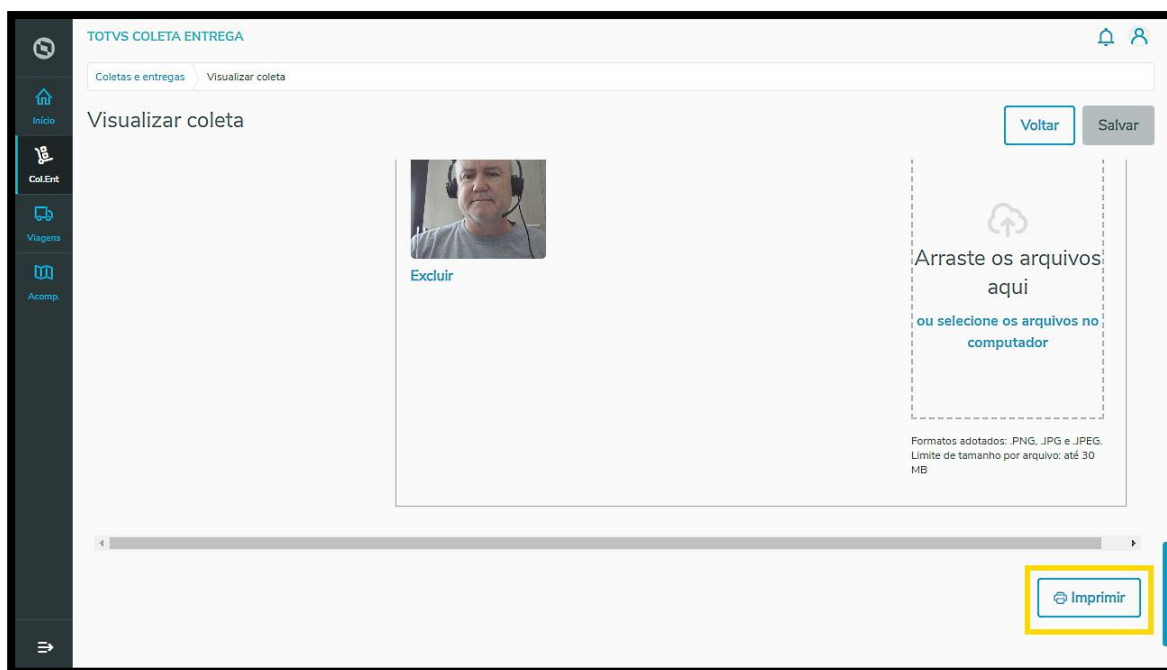 TOTVS COLETA ENTREGA
Coletas e entregas Visualizar coleta
Início
Visualizar coleta
Voltar
Salvar
Col.Ent
Viagens
Acomp.
Excluir
Arraste os arquivos
aqui
ou selecione os arquivos no
computador
Formatos adotados: .PNG, .JPG e .JPEG.
Limite de tamanho por arquivo: até 30
MB
Imprimir